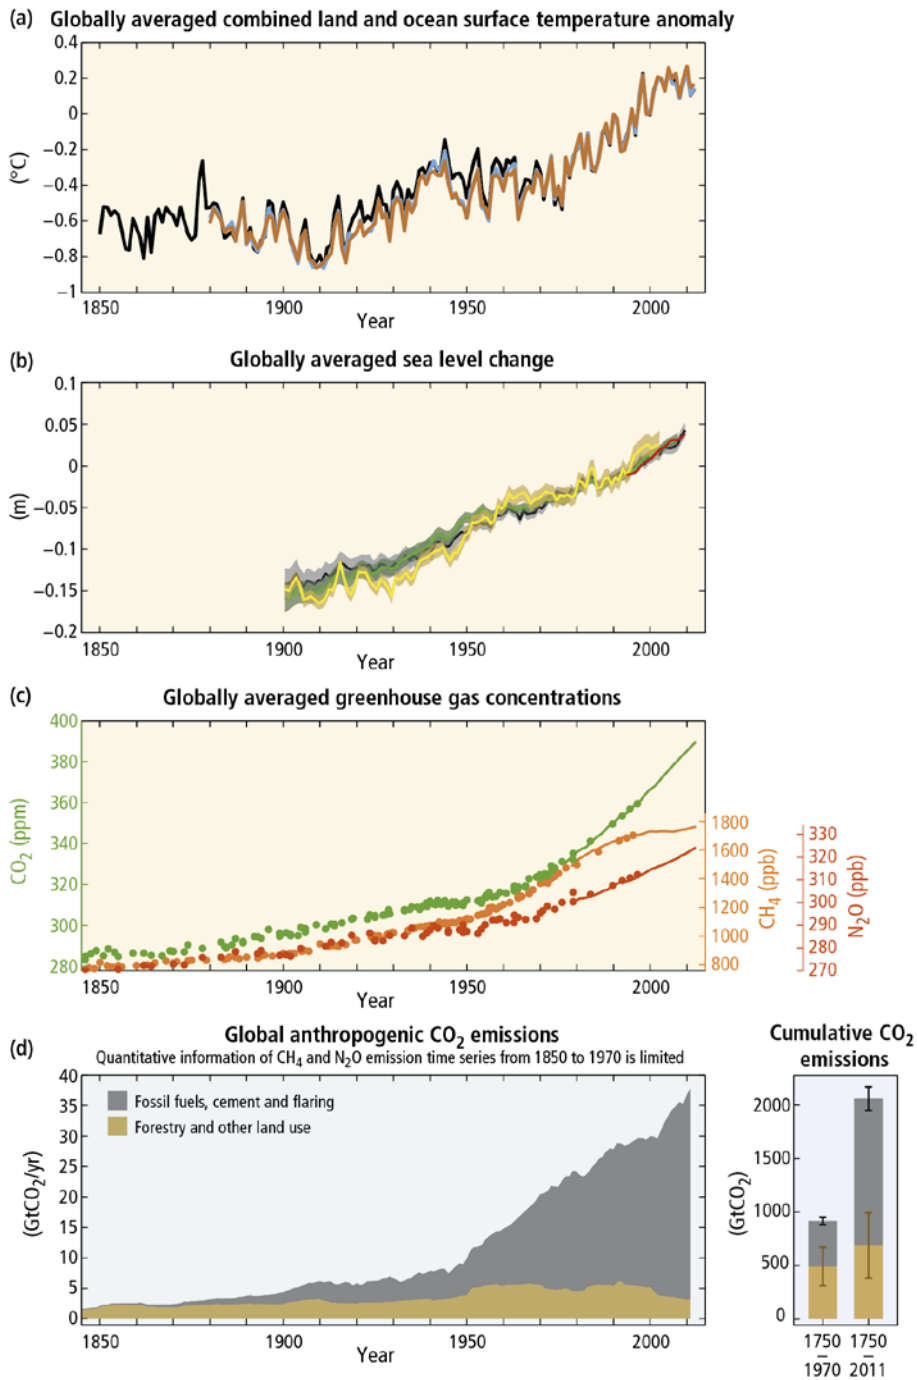 (a) Globally averaged combined land and ocean surface temperature anomaly
0.4
0.2
0
−0.2
−0.4
−0.6
−0.8
−1
(°C)
1850 1900 1950 2000
Year
(b) Globally averaged sea level change
0.1
0.05
0
−0.05
−0.1
−0.15
−0.2
(m)
1850 1900 1950 2000
Year
(c) Globally averaged greenhouse gas concentrations
400
380
360
340
320
300
280
CO2 (ppm)
1800
1600
1400
1200
1000
800
CH4 (ppb)
330
320
310
300
290
280
270
N2O (ppb)
1850 1900 1950 2000
Year
(d) Global anthropogenic CO2 emissions
Quantitative information of CH4 and N2O emission time series from 1850 to 1970 is limited
40
35
30
25
20
15
10
5
0
(GtCO2/yr)
Fossil fuels, cement and flaring
Forestry and other land use
1850 1900 1950 2000
Year
Cumulative CO2
emissions
2000
1500
1000
500
0
(GtCO2)
1750 1750
– –
1970 2011